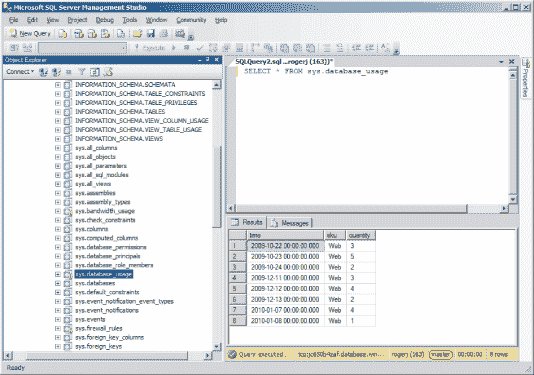 Microsoft SQL Server Management Studio
File Edit View Project Debug Tools Window Community Help
New Query
Execute
Object Explorer
Connect
INFORMATION_SCHEMA.SCHEMATA
INFORMATION_SCHEMA.TABLE_CONSTRAINTS
INFORMATION_SCHEMA.TABLE_PRIVILEGES
INFORMATION_SCHEMA.TABLES
INFORMATION_SCHEMA.VIEW_COLUMN_USAGE
INFORMATION_SCHEMA.VIEW_TABLE_USAGE
INFORMATION_SCHEMA.VIEWS
sys.all_columns
sys.all_objects
sys.all_parameters
sys.all_sql_modules
sys.all_views
sys.assemblies
sys.assembly_types
sys.bandwidth_usage
sys.check_constraints
sys.columns
sys.computed_columns
sys.database_permissions
sys.database_principals
sys.database_role_members
sys.database_usage
sys.databases
sys.default_constraints
sys.event_notification_event_types
sys.event_notifications
sys.events
sys.firewall_rules
sys.foreign_key_columns
sys.foreign_keys
SQLQuery2.sql ...rogerj (163))*
SELECT * FROM sys.database_usage
Properties
Results Messages
time sku quantity
1 2009-10-22 00:00:00.000 Web 3
2 2009-10-23 00:00:00.000 Web 5
3 2009-10-24 00:00:00.000 Web 2
4 2009-12-11 00:00:00.000 Web 3
5 2009-12-12 00:00:00.000 Web 4
6 2009-12-13 00:00:00.000 Web 2
7 2010-01-07 00:00:00.000 Web 4
8 2010-01-08 00:00:00.000 Web 1
Query executed. rogerj (163) master 00:00:00 8 rows
Ready